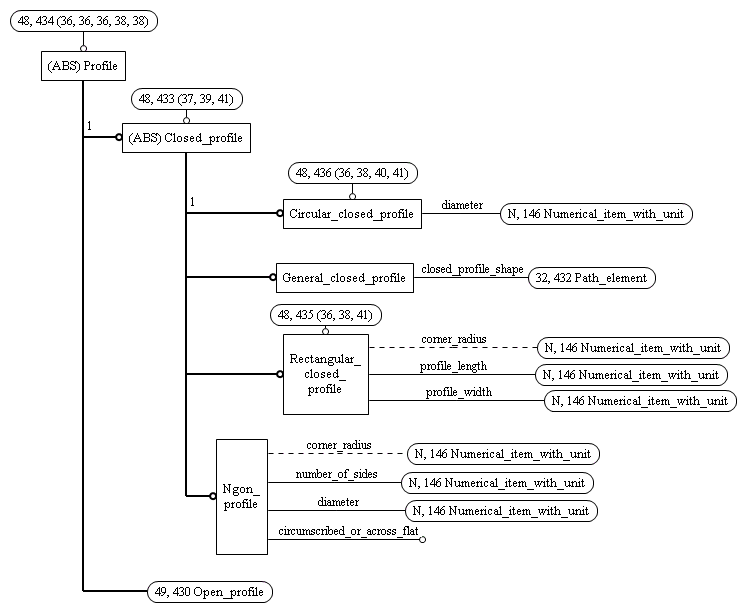 48, 434 (36, 36, 36, 38, 38)
(ABS) Profile
48, 433 (37, 39, 41)
1
(ABS) Closed_profile
48, 436 (36, 38, 40, 41)
1
Circular_closed_profile
diameter
N, 146 Numerical_item_with_unit
General_closed_profile
closed_profile_shape
32, 432 Path_element
48, 435 (36, 38, 41)
Rectangular_
closed_
profile
corner_radius
N, 146 Numerical_item_with_unit
profile_length
N, 146 Numerical_item_with_unit
profile_width
N, 146 Numerical_item_with_unit
Ngon_
profile
corner_radius
N, 146 Numerical_item_with_unit
number_of_sides
N, 146 Numerical_item_with_unit
diameter
N, 146 Numerical_item_with_unit
circumscribed_or_across_flat
49, 430 Open_profile